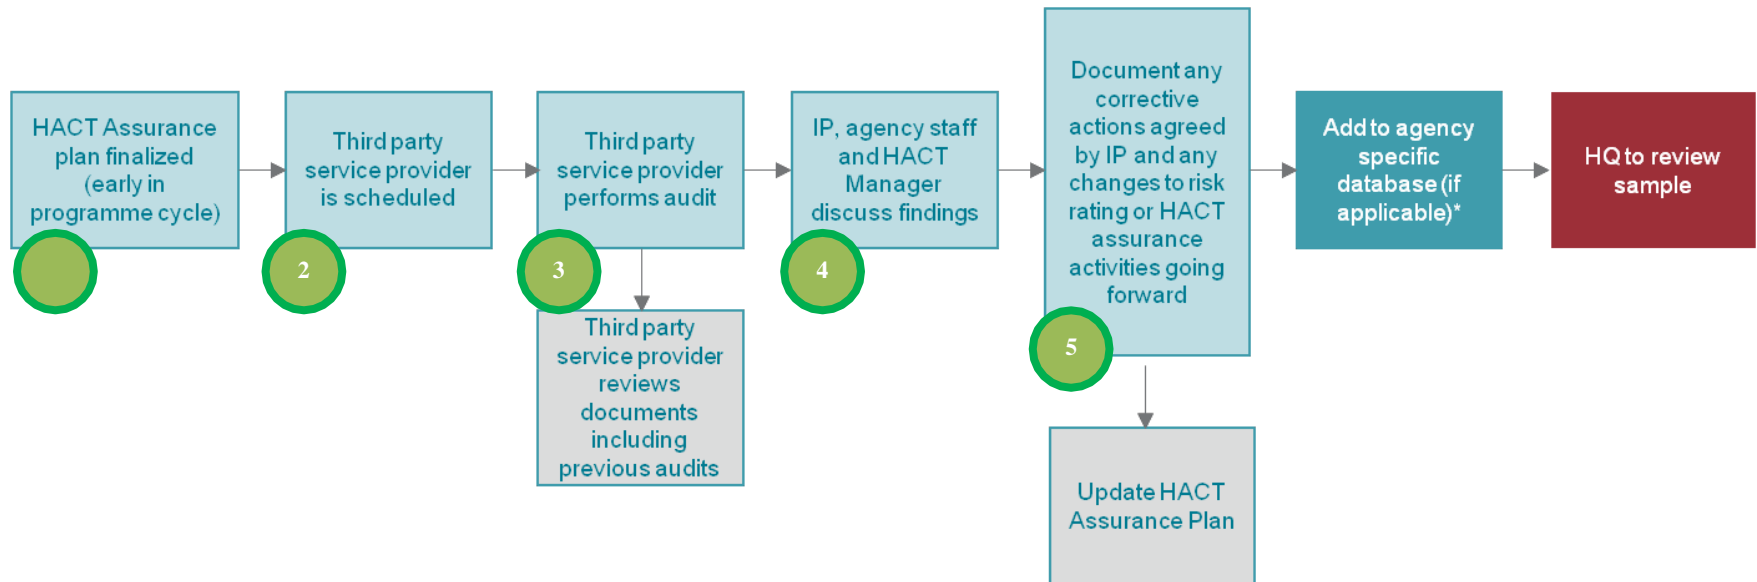 HACT Assurance
plan finalized
(early in
programme cycle)
Third party
service provider
is scheduled
2
Third party
service provider
performs audit
3
Third party
service provider
reviews
documents
including
previous audits
IP, agency staff
and HACT
Manager
discuss findings
4
Document any
corrective
actions agreed
by IP and any
changes to risk
rating or HACT
assurance
activities going
forward
5
Update HACT
Assurance Plan
Add to agency
specific
database (if
applicable)*
HQ to review
sample